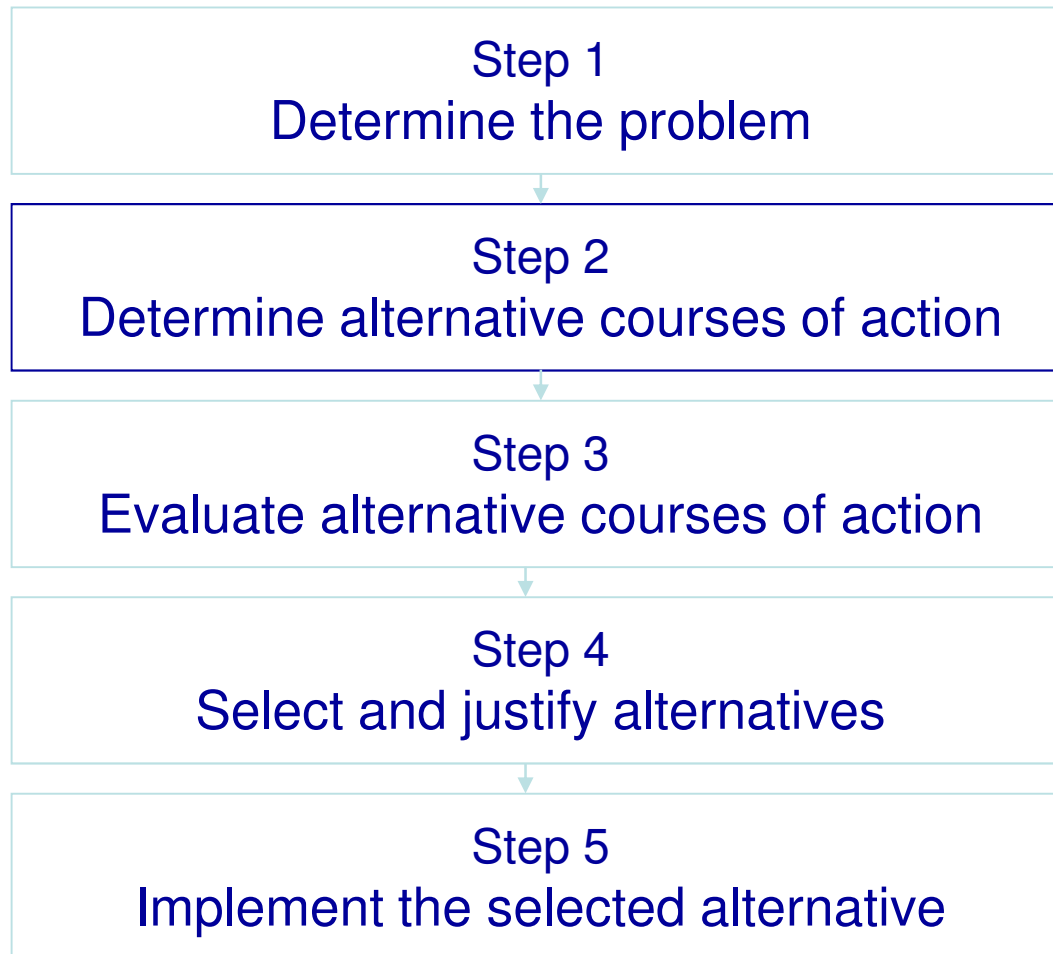 Step 1
Determine the problem
Step 2
Determine alternative courses of action
Step 3
Evaluate alternative courses of action
Step 4
Select and justify alternatives
Step 5
Implement the selected alternative